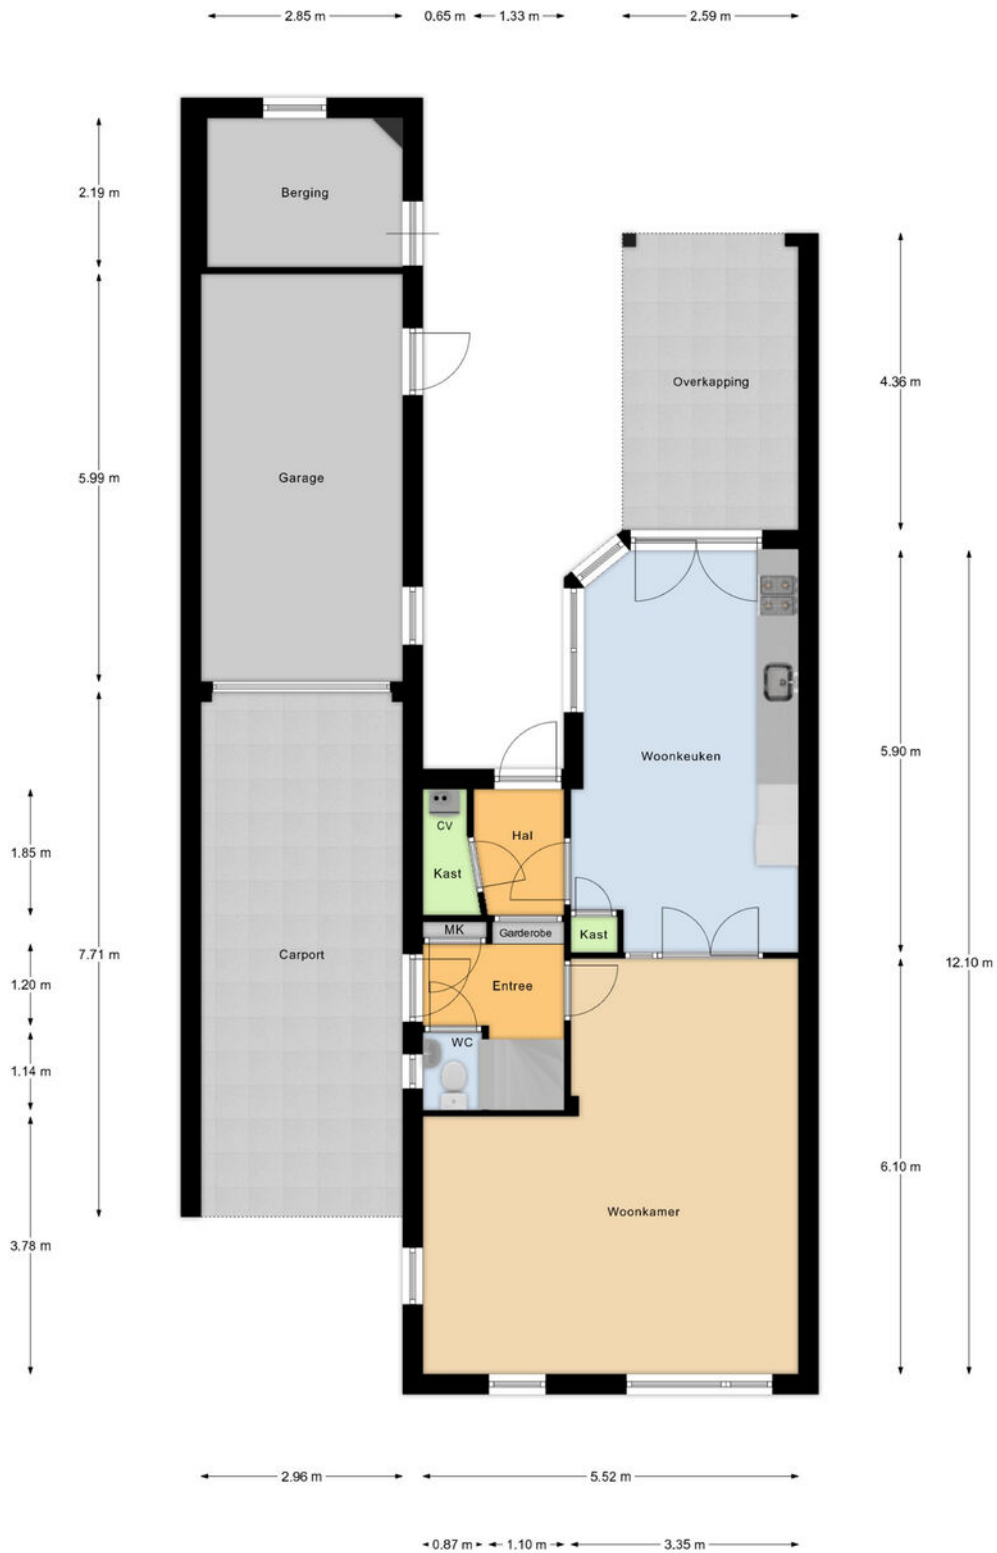 2.85 m
0.65 m
1.33 m
2.59 m
2.19 m
Berging
4.36 m
Overkapping
5.99 m
Garage
5.90 m
Woonkeuken
CV
Hal
1.85 m
Kast
MK
Garderobe
Kast
7.71 m
Carport
12.10 m
1.20 m
Entree
WC
1.14 m
6.10 m
Woonkamer
3.78 m
2.96 m
5.52 m
0.87 m
1.10 m
3.35 m